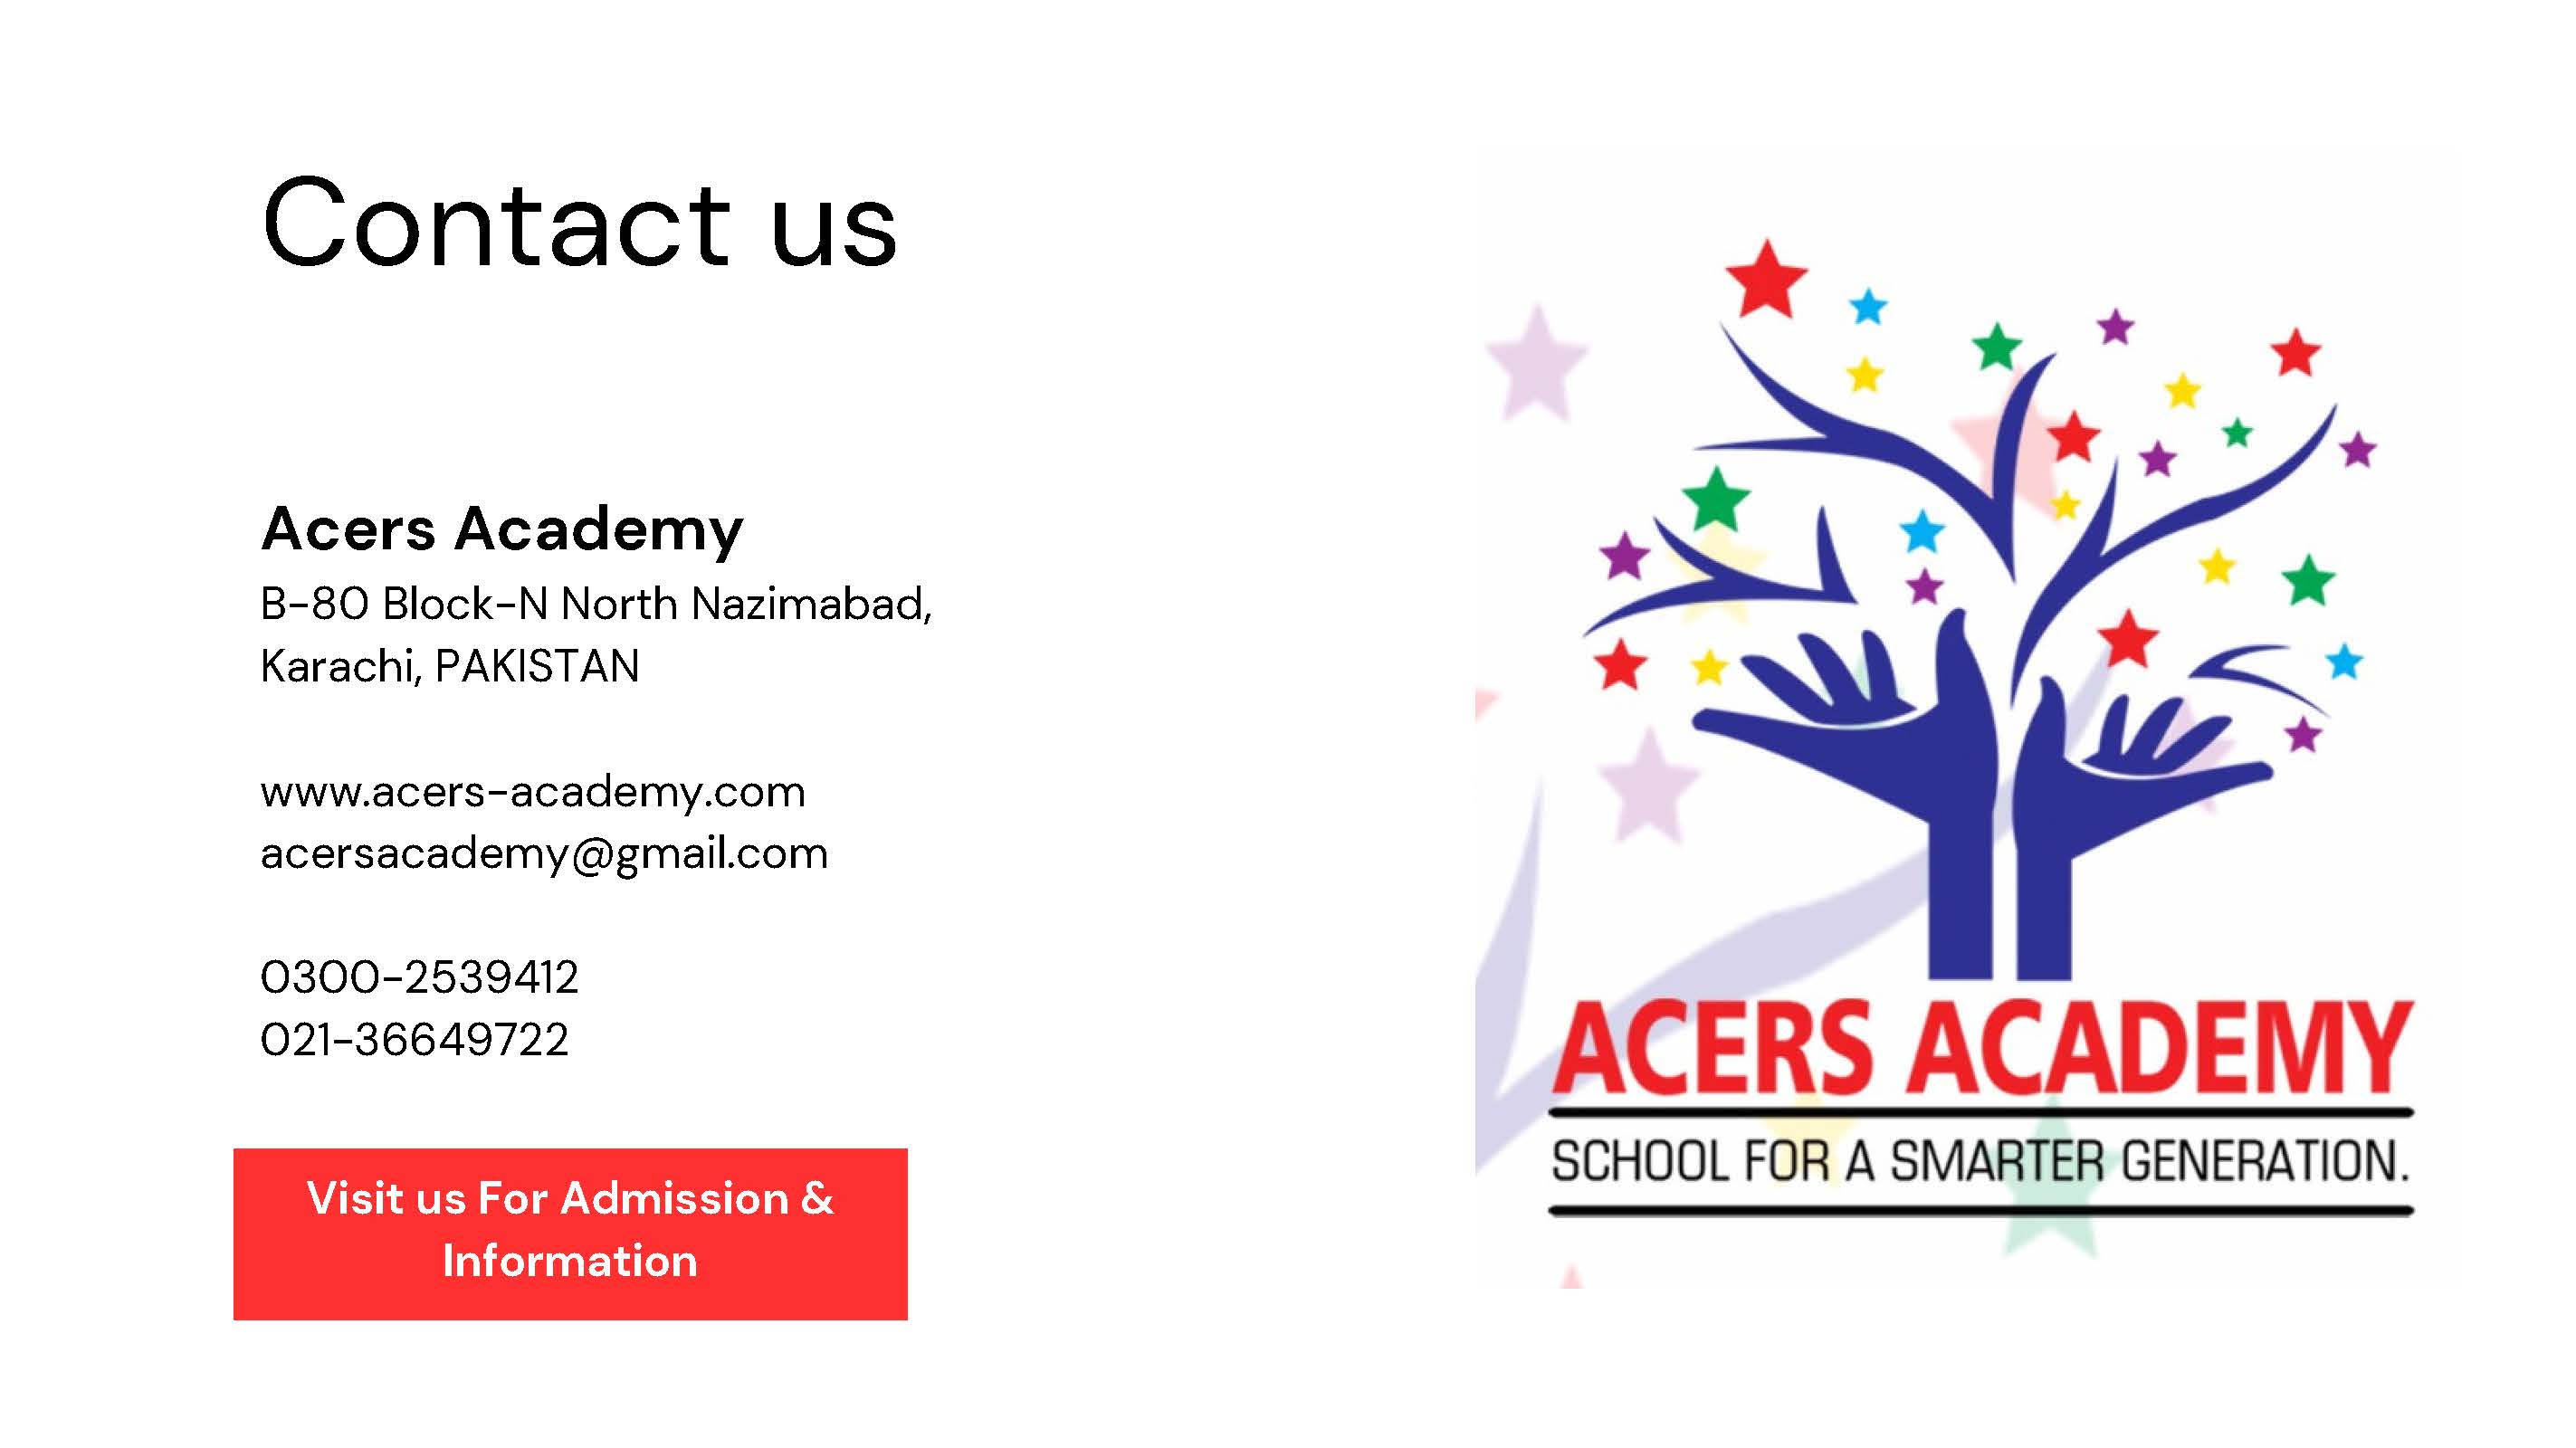 Contact us
Acers Academy
B-80 Block-N North Nazimabad,
Karachi, PAKISTAN
www.acers-academy.com
acersacademy@gmail.com
0300-2539412
021-36649722
Visit us For Admission &
Information
ACERS ACADEMY
SCHOOL FOR A SMARTER GENERATION.